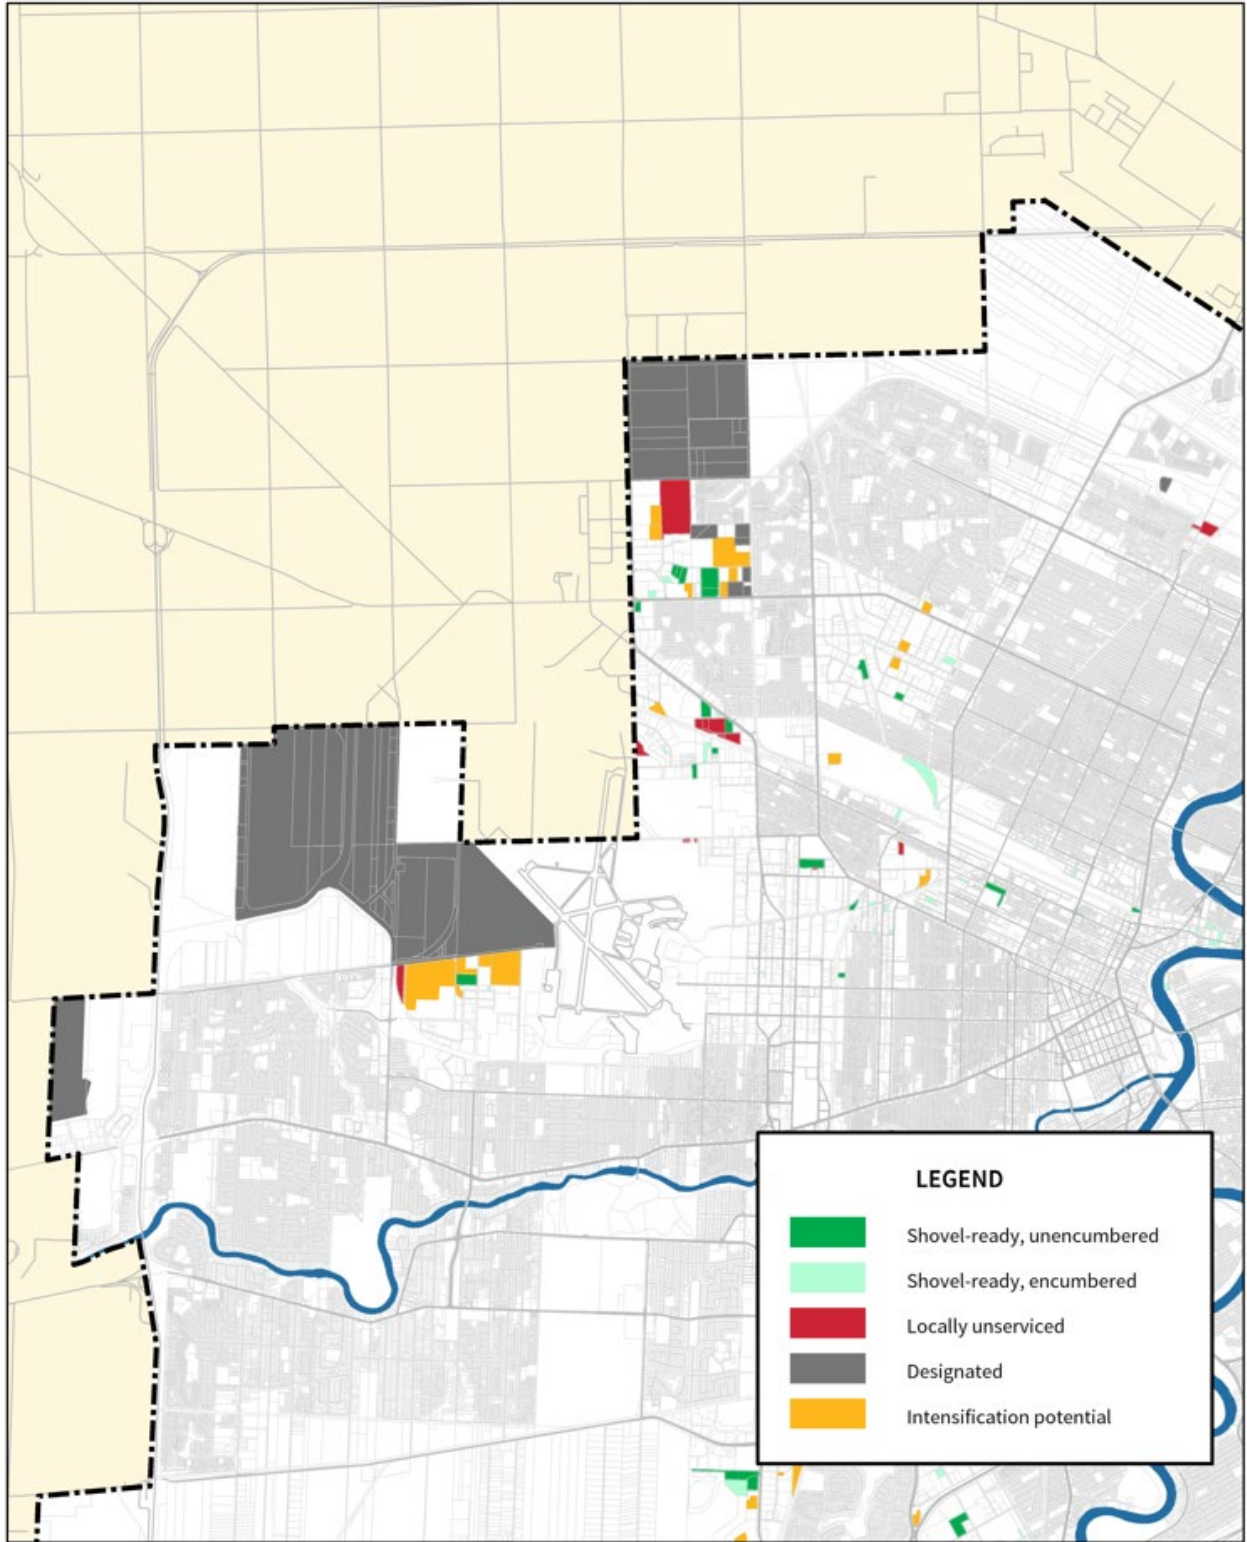 LEGEND
Shovel-ready, unencumbered
Shovel-ready, encumbered
Locally unserviced
Designated
Intensification potential